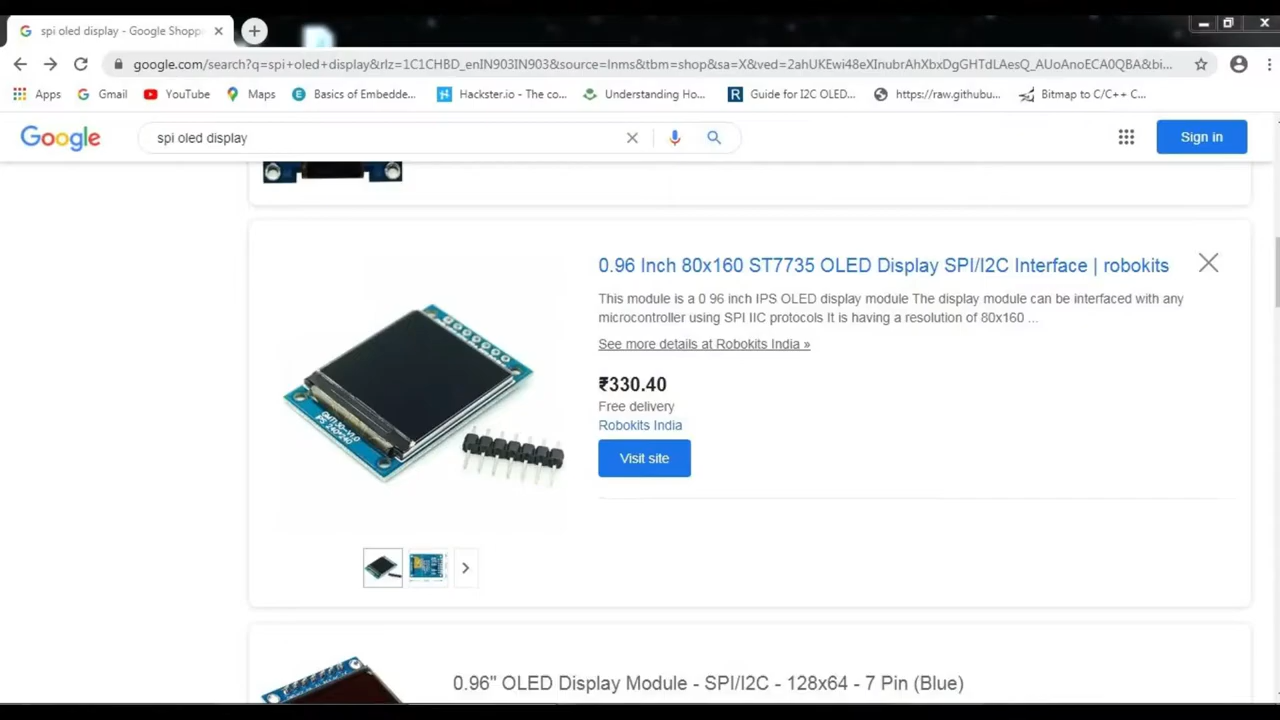 spi oled display - Google Shopp
google.com/search?q=spi+oled+display&rlz=1C1CHBD_enIN903IN903&source=lnms&tbm=shop&sa=X&ved=2ahUKEwi48eXInubrAhXbxDgGHTdLAesQ_AUoAnoECA0QBA&bi...
Apps Gmail YouTube Maps Basics of Embedde... Hackster.io - The co... Understanding Ho... Guide for I2C OLED... https://raw.githubu... Bitmap to C/C++ C...
Google spi oled display Sign in
0.96 Inch 80x160 ST7735 OLED Display SPI/I2C Interface | robokits
This module is a 0 96 inch IPS OLED display module The display module can be interfaced with any
microcontroller using SPI IIC protocols It is having a resolution of 80x160 ...
See more details at Robokits India »
₹330.40
Free delivery
Robokits India
Visit site
IPS 240*240
0.96" OLED Display Module - SPI/I2C - 128x64 - 7 Pin (Blue)